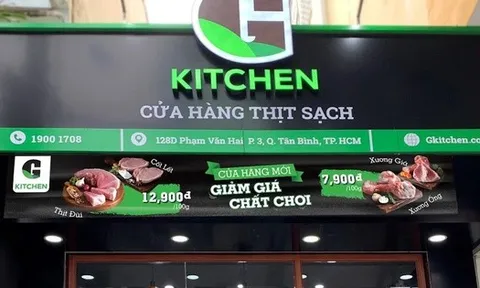 G
KITCHEN
CỬA HÀNG THỊT SẠCH
1900 1708
128D Phạm Văn Hai P. 3, Q. Tân Bình, TP. HCM
Gkitchen.co
G
KITCHEN
Thịt Đùi
Cốt Lết
12,900đ
/100g
CỬA HÀNG MỚI
GIẢM GIÁ
CHẤT CHƠI
7,900đ
/100g
Xương Giò
Xương Ống